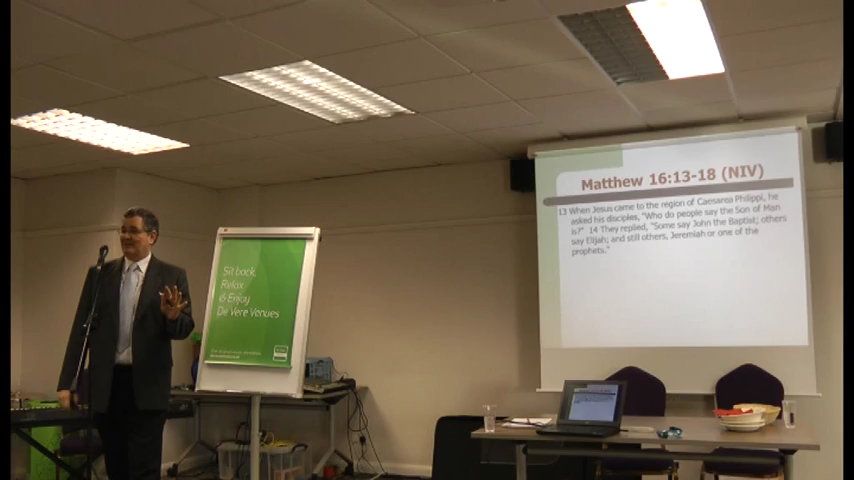 Sit back,
Relax
& Enjoy
De Vere Venues
Matthew 16:13-18 (NIV)
13 When Jesus came to the region of Caesarea Philippi, he
asked his disciples, "Who do people say the Son of Man
is?" 14 They replied, "Some say John the Baptist; others
say Elijah; and still others, Jeremiah or one of the
prophets."